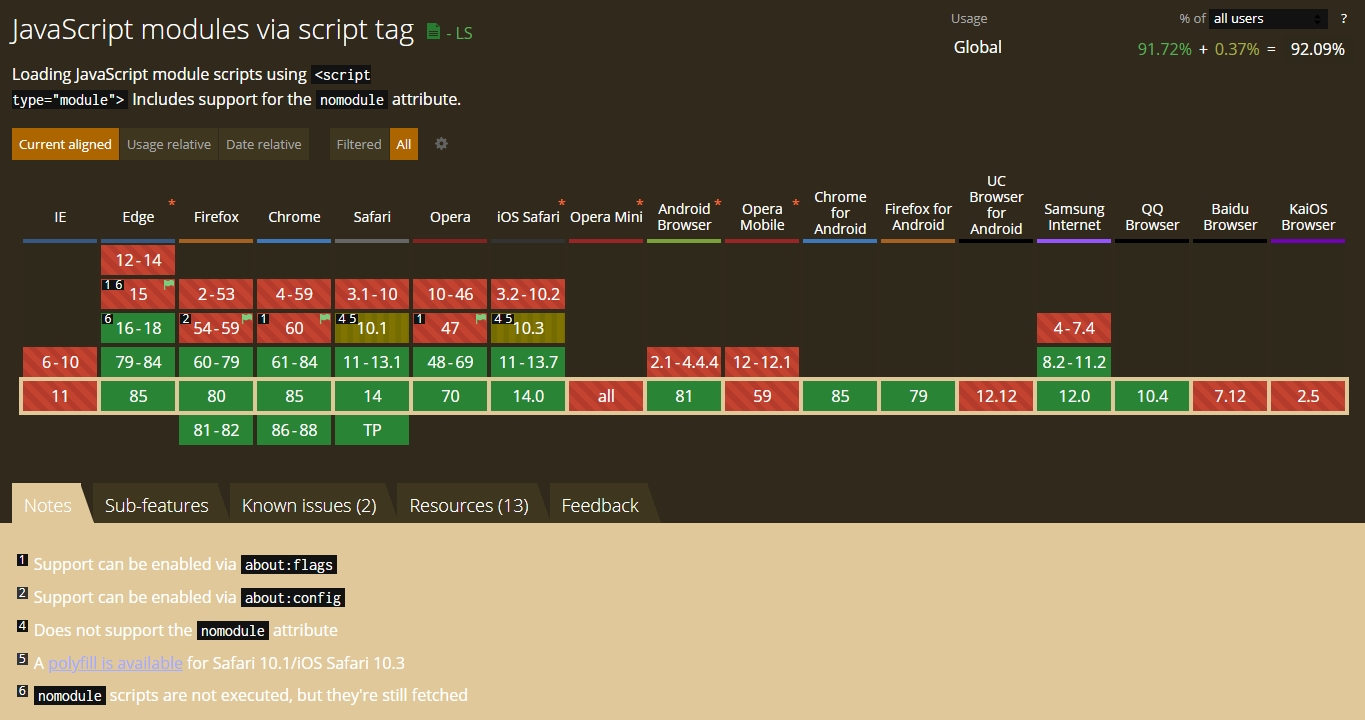 JavaScript modules via script tag - LS
Usage % of all users ?
Global 91.72% + 0.37% = 92.09%
Loading JavaScript module scripts using <script
type="module"> Includes support for the nomodule attribute.
Current aligned Usage relative Date relative Filtered All
IE Edge * Firefox Chrome Safari Opera iOS Safari * Opera Mini * Android Browser * Opera Mobile * Chrome for Android Firefox for Android UC Browser for Android Samsung Internet QQ Browser Baidu Browser KaiOS Browser
12-14
1 6 15 2-53 4-59 3.1-10 10-46 3.2-10.2
6 16-18 2 54-59 1 60 4 5 10.1 1 47 4 5 10.3 4-7.4
6-10 79-84 60-79 61-84 11-13.1 48-69 11-13.7 2.1-4.4.4 12-12.1 8.2-11.2
11 85 80 85 14 70 14.0 all 81 59 85 79 12.12 12.0 10.4 7.12 2.5
81-82 86-88 TP
Notes Sub-features Known issues (2) Resources (13) Feedback
1 Support can be enabled via about:flags
2 Support can be enabled via about:config
4 Does not support the nomodule attribute
5 A polyfill is available for Safari 10.1/iOS Safari 10.3
6 nomodule scripts are not executed, but they're still fetched